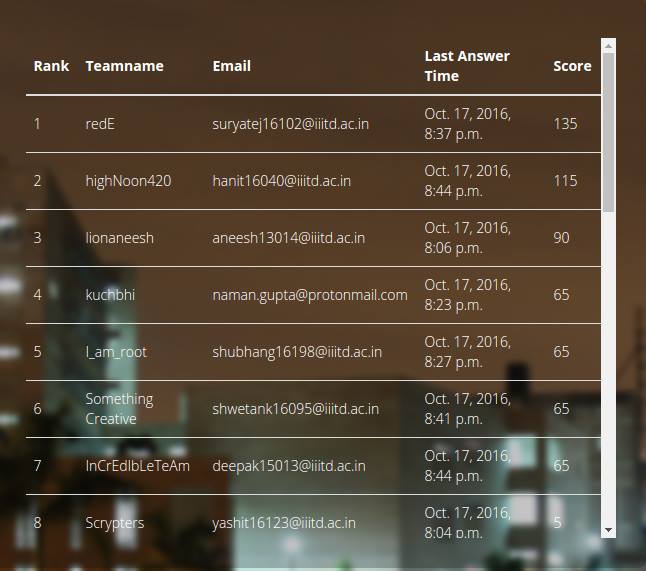 Rank Teamname Email Last Answer Time Score
1 redE suryatej16102@iiitd.ac.in Oct. 17, 2016, 8:37 p.m. 135
2 highNoon420 hanit16040@iiitd.ac.in Oct. 17, 2016, 8:44 p.m. 115
3 lionaneesh aneesh13014@iiitd.ac.in Oct. 17, 2016, 8:06 p.m. 90
4 kuchbhi naman.gupta@protonmail.com Oct. 17, 2016, 8:23 p.m. 65
5 I_am_root shubhang16198@iiitd.ac.in Oct. 17, 2016, 8:27 p.m. 65
6 Something Creative shwetank16095@iiitd.ac.in Oct. 17, 2016, 8:41 p.m. 65
7 InCrEdIbLeTeAm deepak15013@iiitd.ac.in Oct. 17, 2016, 8:44 p.m. 65
8 Scrypters yashit16123@iiitd.ac.in Oct. 17, 2016, 8:04 p.m. 5